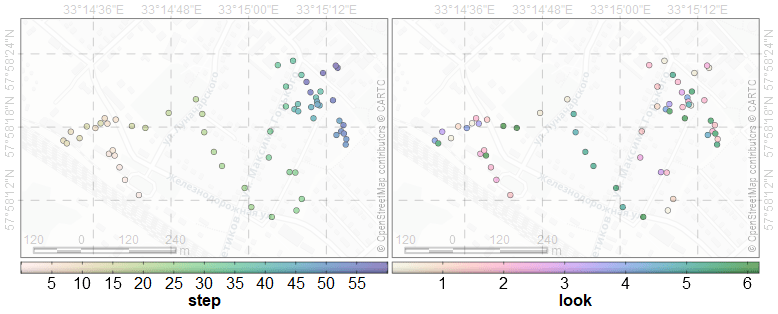 33°14'36"E 33°14'48"E 33°15'00"E 33°15'12"E 33°14'36"E 33°14'48"E 33°15'00"E 33°15'12"E
57°58'24"N
57°58'18"N
57°58'12"N
57°58'24"N
57°58'18"N
57°58'12"N
© OpenStreetMap contributors © CARTO
© OpenStreetMap contributors © CARTO
Железнодорожная
Железнодорожная
120 0 120 240
m
120 0 120 240
m
5 10 15 20 25 30 35 40 45 50 55
1 2 3 4 5 6
step
look